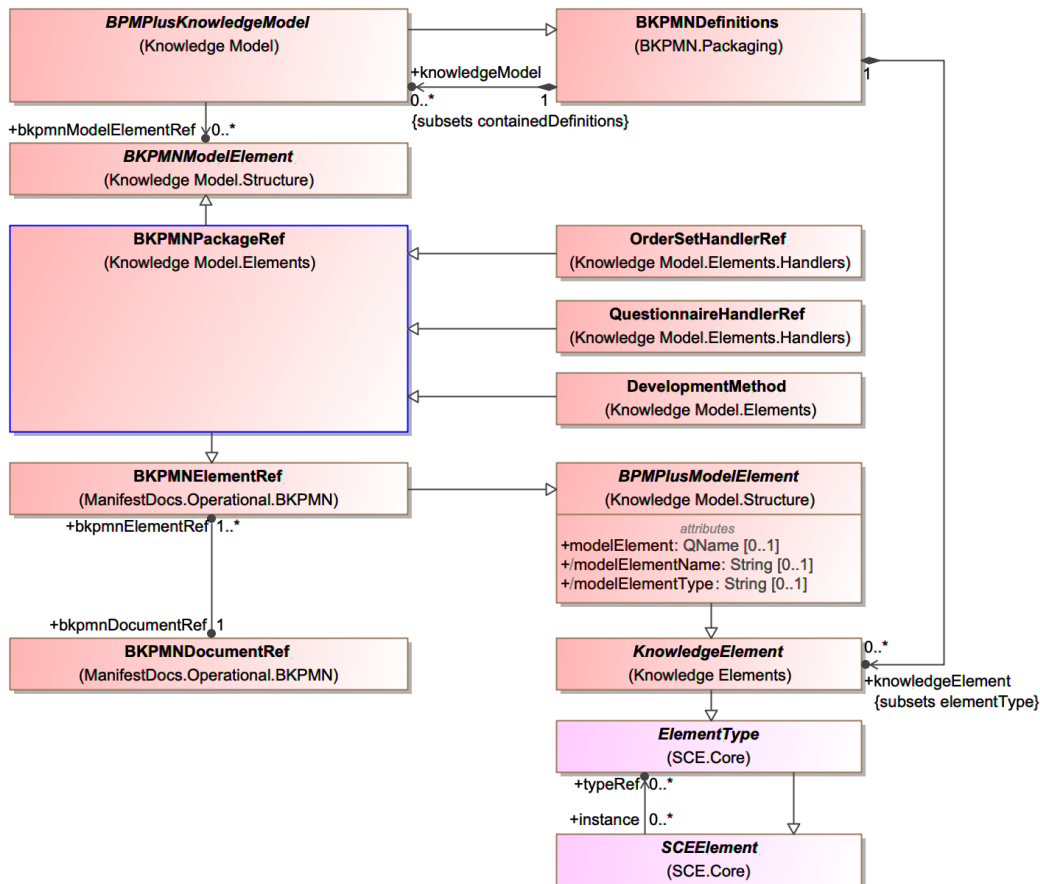 BPMPlusKnowledgeModel
(Knowledge Model)
BKPMNDefinitions
(BKPMN.Packaging)
+knowledgeModel
0..*
1
1
{subsets containedDefinitions}
+bkpmnModelElementRef
0..*
BKPMNModelElement
(Knowledge Model.Structure)
BKPMNPackageRef
(Knowledge Model.Elements)
OrderSetHandlerRef
(Knowledge Model.Elements.Handlers)
QuestionnaireHandlerRef
(Knowledge Model.Elements.Handlers)
DevelopmentMethod
(Knowledge Model.Elements)
BKPMNElementRef
(ManifestDocs.Operational.BKPMN)
+bkpmnElementRef 1..*
BPMPlusModelElement
(Knowledge Model.Structure)
attributes
+modelElement: QName [0..1]
+/modelElementName: String [0..1]
+/modelElementType: String [0..1]
+bkpmnDocumentRef 1
BKPMNDocumentRef
(ManifestDocs.Operational.BKPMN)
KnowledgeElement
(Knowledge Elements)
0..*
+knowledgeElement
{subsets elementType}
ElementType
(SCE.Core)
+typeRef 0..*
+instance 0..*
SCEElement
(SCE.Core)